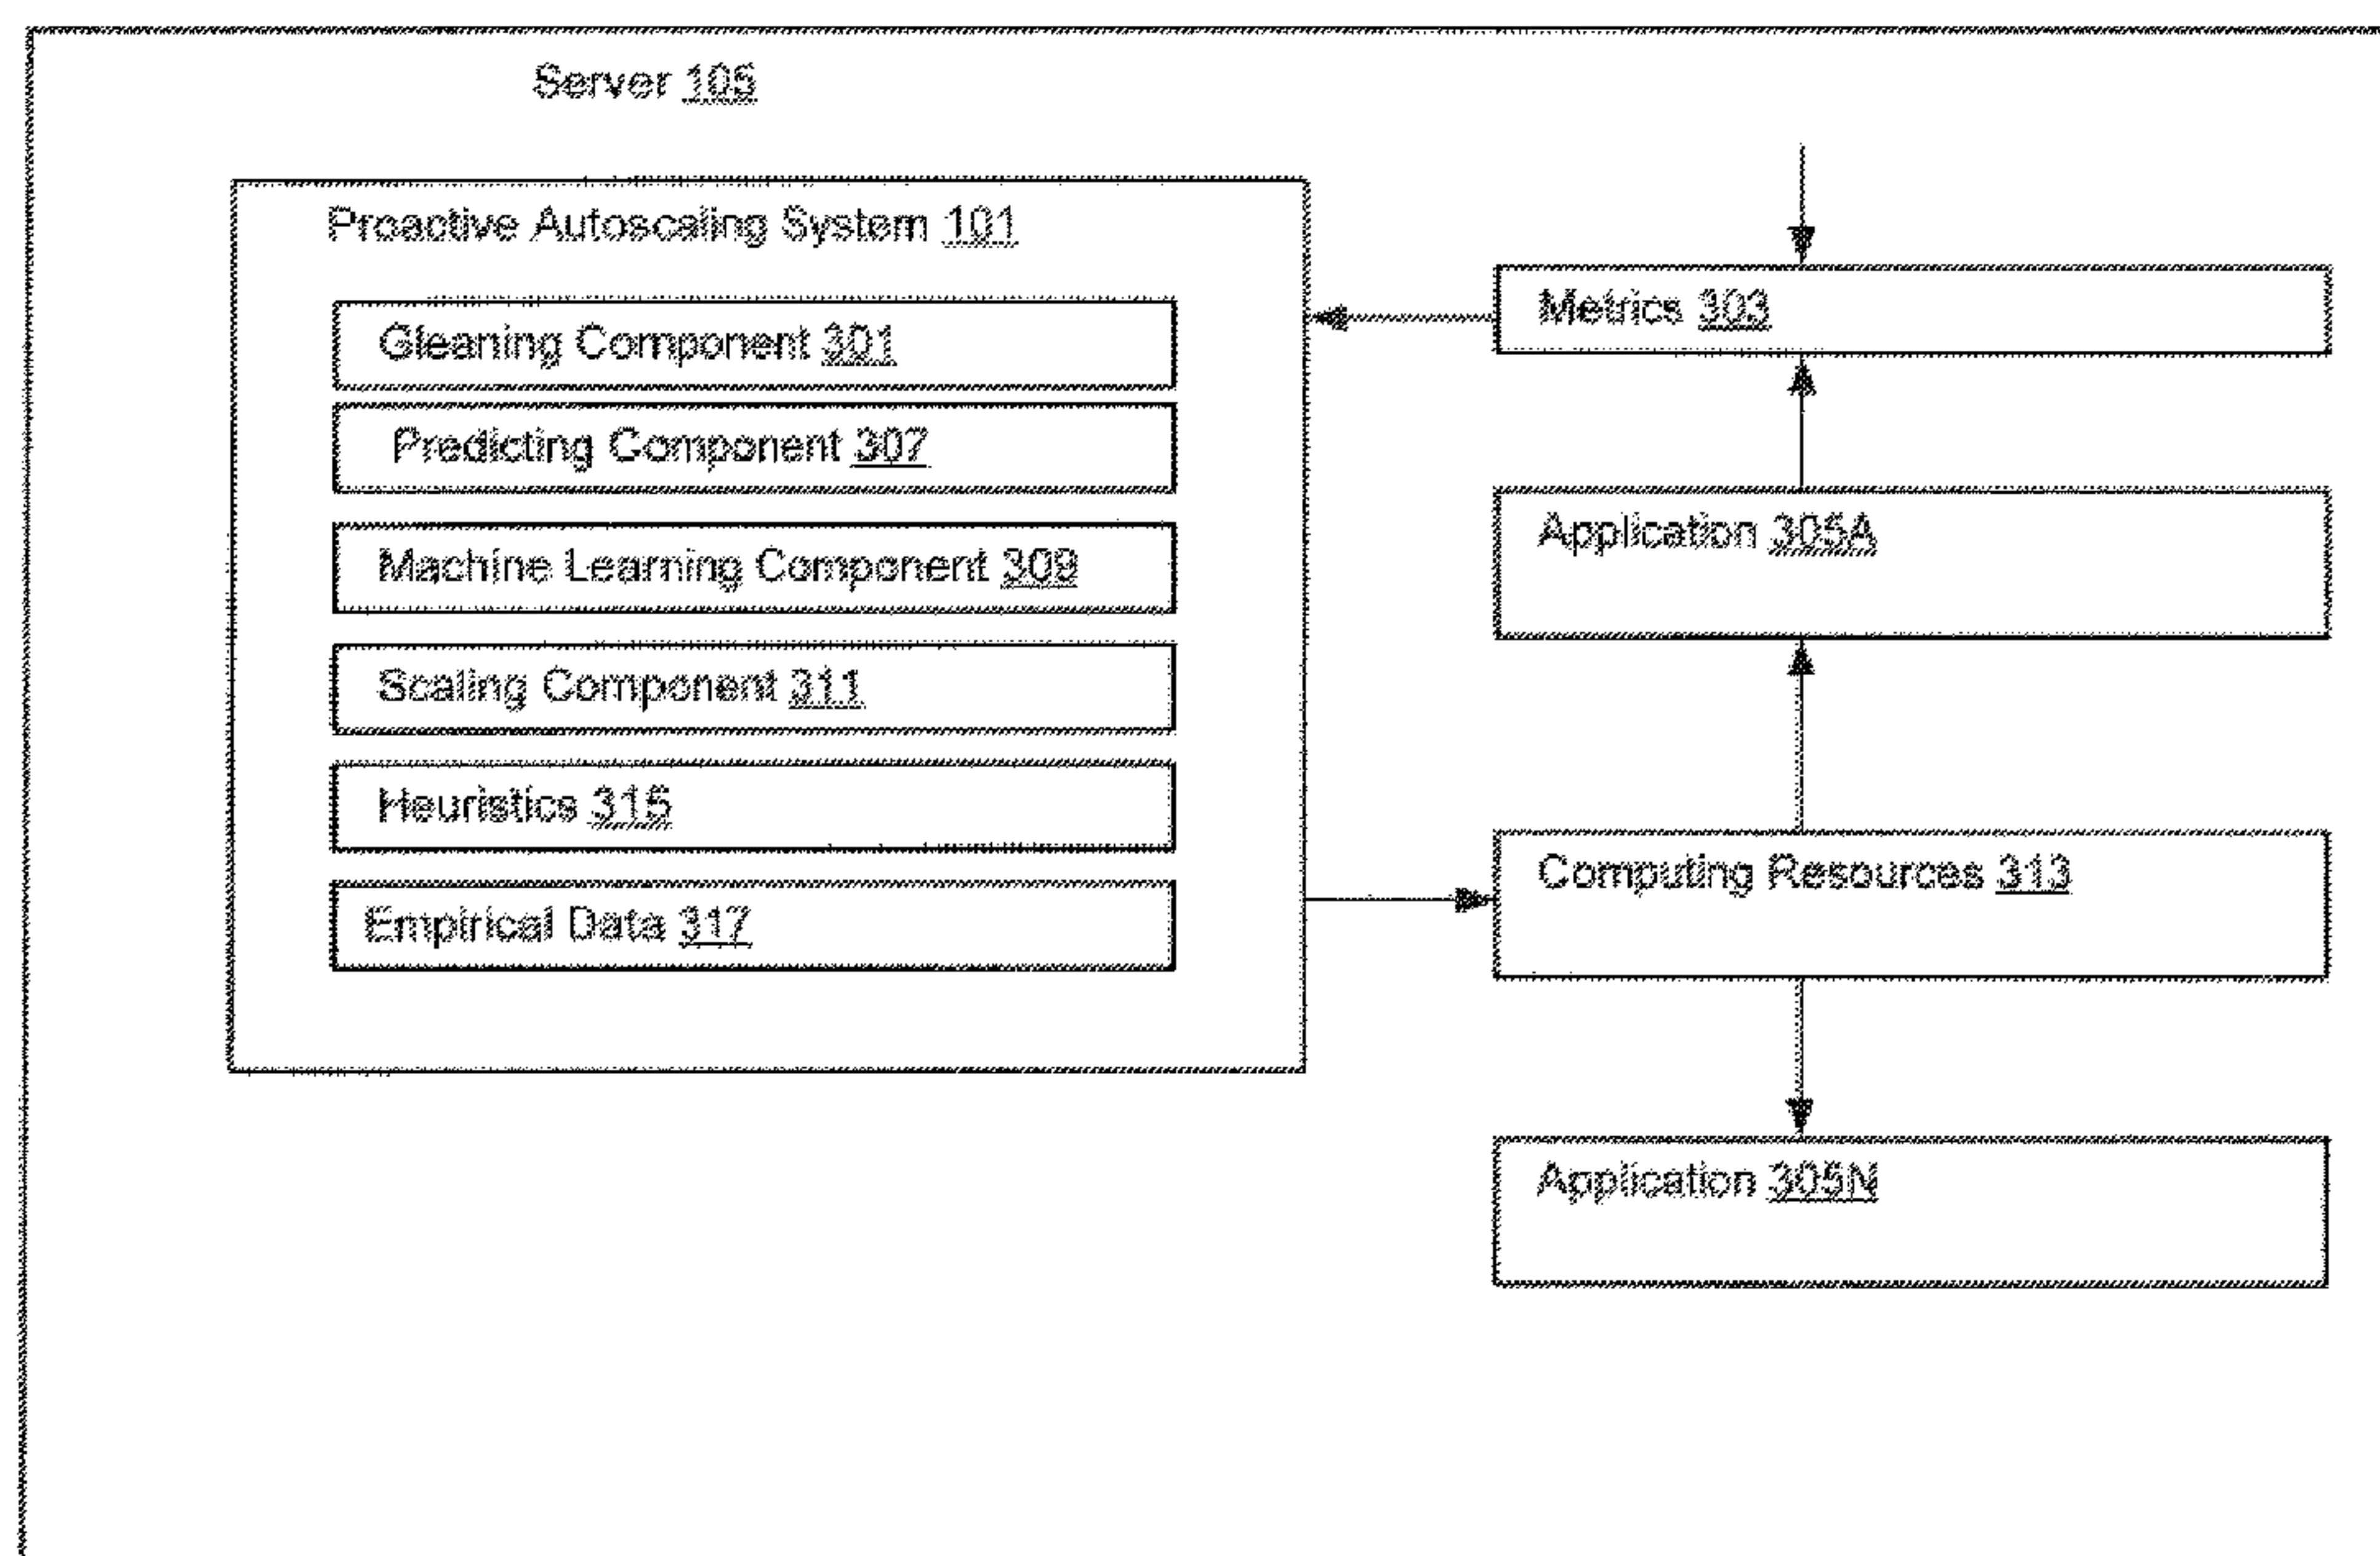 Server 105
Proactive Autoscaling System 101
Gleaning Component 301
Predicting Component 307
Machine Learning Component 309
Scaling Component 311
Heuristics 315
Empirical Data 317
Metrics 303
Application 305A
Computing Resources 313
Application 305N